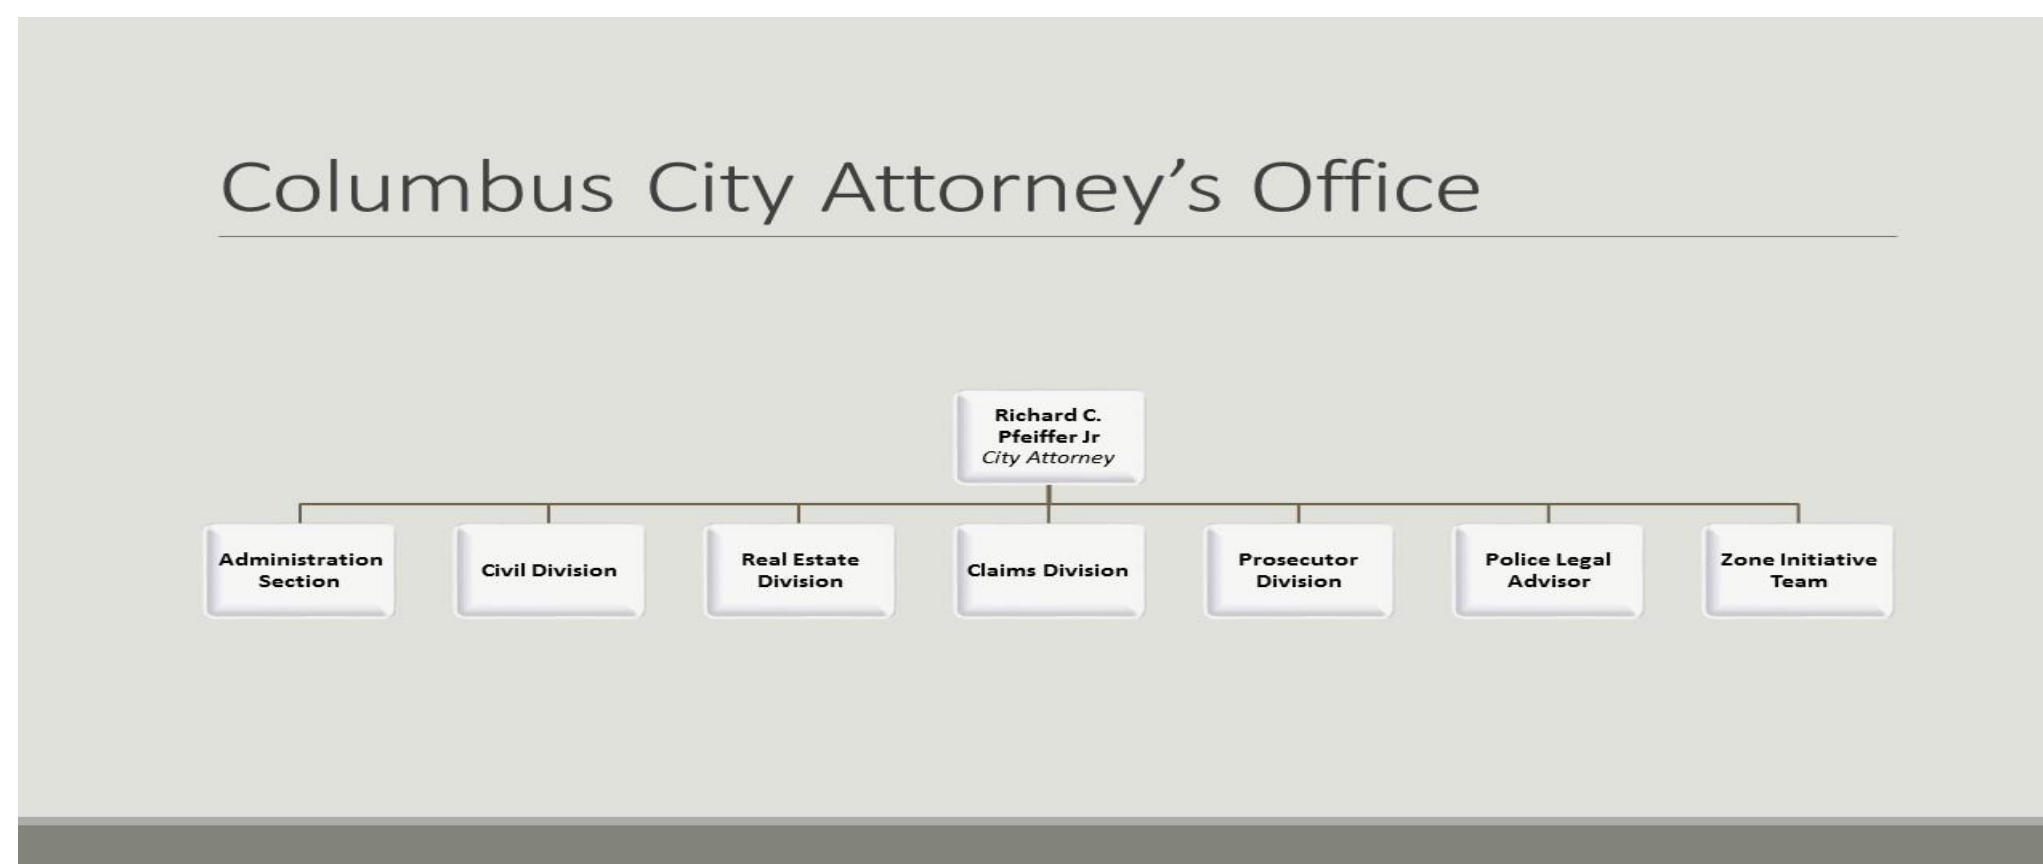 Columbus City Attorney’s Office
Richard C.
Pfeiffer Jr
City Attorney
Administration
Section
Civil Division
Real Estate
Division
Claims Division
Prosecutor
Division
Police Legal
Advisor
Zone Initiative
Team